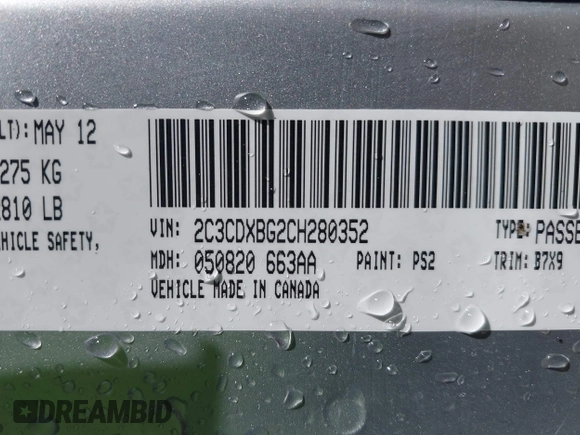 LT): MAY 12
275 KG
810 LB
EHICLE SAFETY,
VIN: 2C3CDXBG2CH280352
TYPE: PASSE
MDH: 050820 663AA
PAINT: PS2
TRIM: B7X9
VEHICLE MADE IN CANADA
DREAMBID